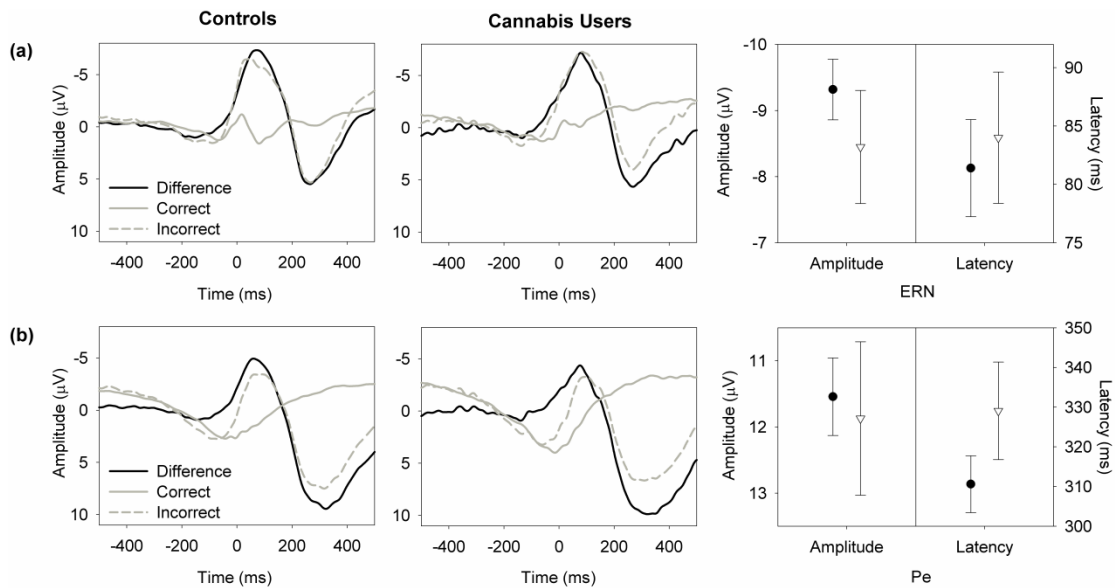 Controls
Cannabis Users
(a)
Amplitude (μV)
-5
0
5
10
Difference
Correct
Incorrect
-400 -200 0 200 400
Time (ms)
Amplitude (μV)
-5
0
5
10
-400 -200 0 200 400
Time (ms)
Amplitude (μV)
-10
-9
-8
-7
90
85
80
75
Latency (ms)
Amplitude Latency
ERN
(b)
Amplitude (μV)
-5
0
5
10
Difference
Correct
Incorrect
-400 -200 0 200 400
Time (ms)
Amplitude (μV)
-5
0
5
10
-400 -200 0 200 400
Time (ms)
Amplitude (μV)
11
12
13
350
340
330
320
310
300
Latency (ms)
Amplitude Latency
Pe